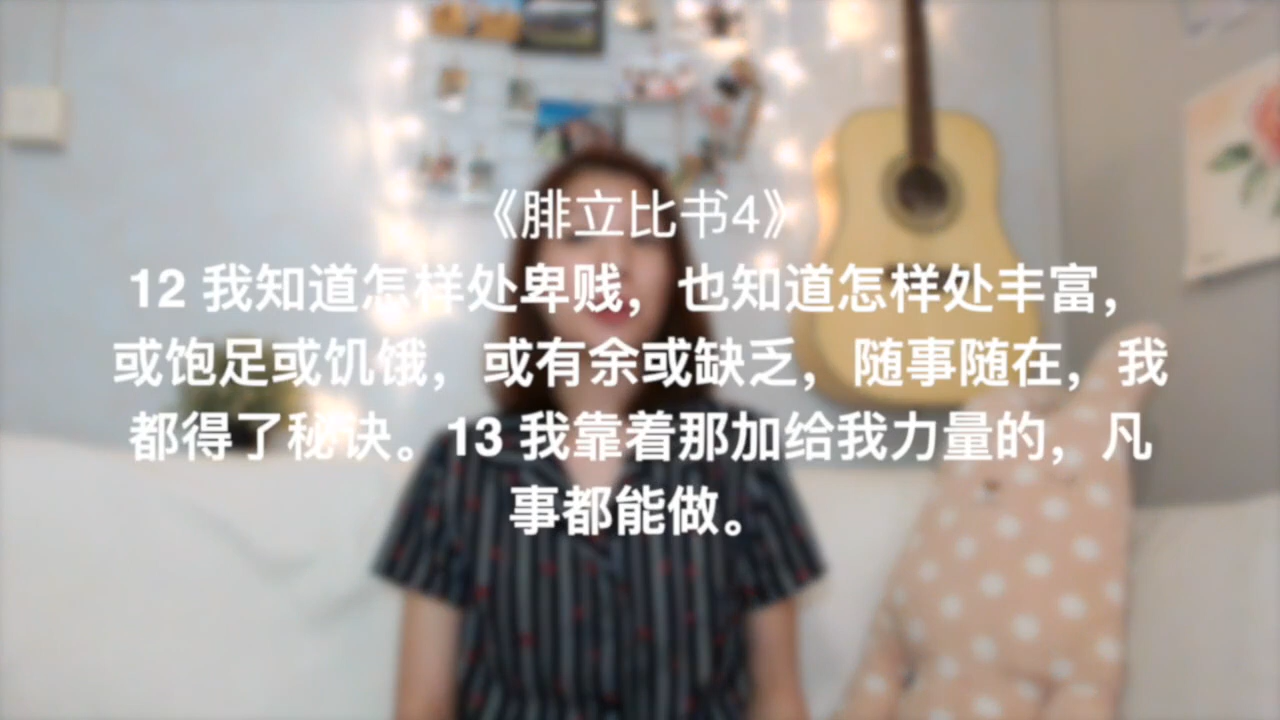 《腓立比书4》
12 我知道怎样处卑贱，也知道怎样处丰富，
或饱足或饥饿，或有余或缺乏，随事随在，我
都得了秘诀。13 我靠着那加给我力量的，凡
事都能做。